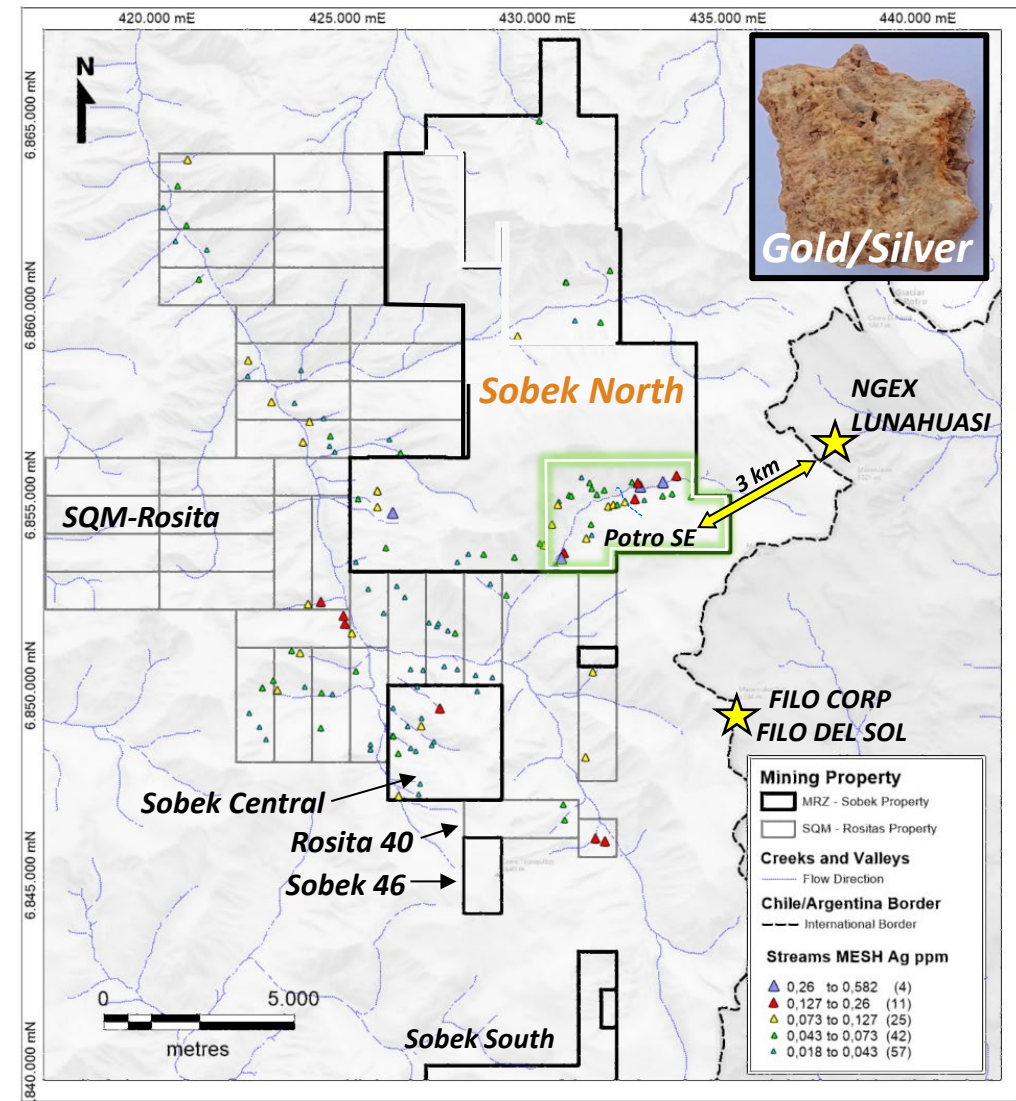 420.000 mE
425.000 mE
430.000 mE
435.000 mE
440.000 mE
6.865.000 mN
6.860.000 mN
6.855.000 mN
6.850.000 mN
6.845.000 mN
6.840.000 mN
N
Gold/Silver
Sobek North
NGEX
LUNAHUASI
3 km
SQM-Rosita
Potro SE
FILO CORP
FILO DEL SOL
Sobek Central
Rosita 40
Sobek 46
Sobek South
0
5.000
metres
Mining Property
MRZ - Sobek Property
SQM - Rositas Property
Creeks and Valleys
Flow Direction
Chile/Argentina Border
International Border
Streams MESH Ag ppm
0,26 to 0,582 (4)
0,127 to 0,26 (11)
0,073 to 0,127 (25)
0,043 to 0,073 (42)
0,018 to 0,043 (57)